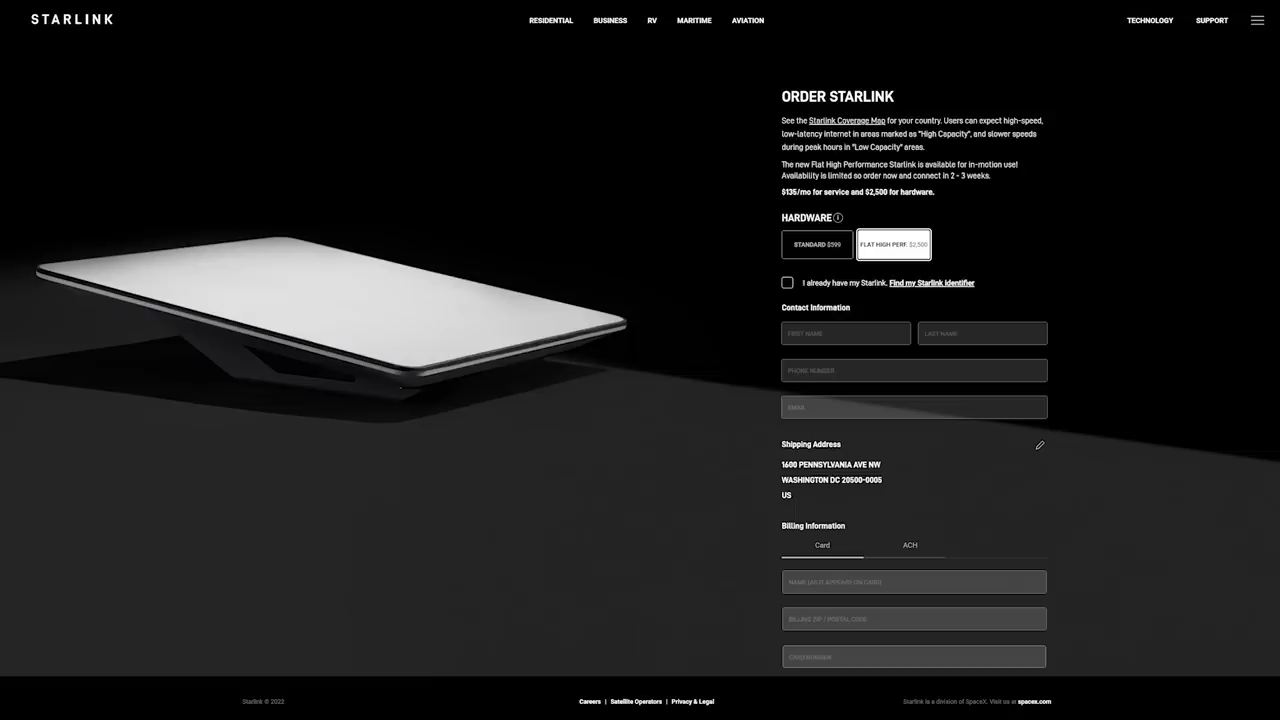 STARLINK
RESIDENTIAL BUSINESS RV MARITIME AVIATION
TECHNOLOGY SUPPORT
ORDER STARLINK
See the Starlink Coverage Map for your country. Users can expect high-speed,
low-latency internet in areas marked as "High Capacity", and slower speeds
during peak hours in "Low Capacity" areas.
The new Flat High Performance Starlink is available for in-motion use!
Availability is limited so order now and connect in 2 - 3 weeks.
$135/mo for service and $2,500 for hardware.
HARDWARE
STANDARD $599 FLAT HIGH PERF. $2,500
I already have my Starlink. Find my Starlink identifier
Contact Information
FIRST NAME LAST NAME
PHONE NUMBER
EMAIL
Shipping Address
1600 PENNSYLVANIA AVE NW
WASHINGTON DC 20500-0005
US
Billing Information
Card ACH
NAME (AS IT APPEARS ON CARD)
BILLING ZIP / POSTAL CODE
CARD NUMBER
Starlink © 2022 Careers | Satellite Operators | Privacy & Legal Starlink is a division of SpaceX. Visit us at spacex.com